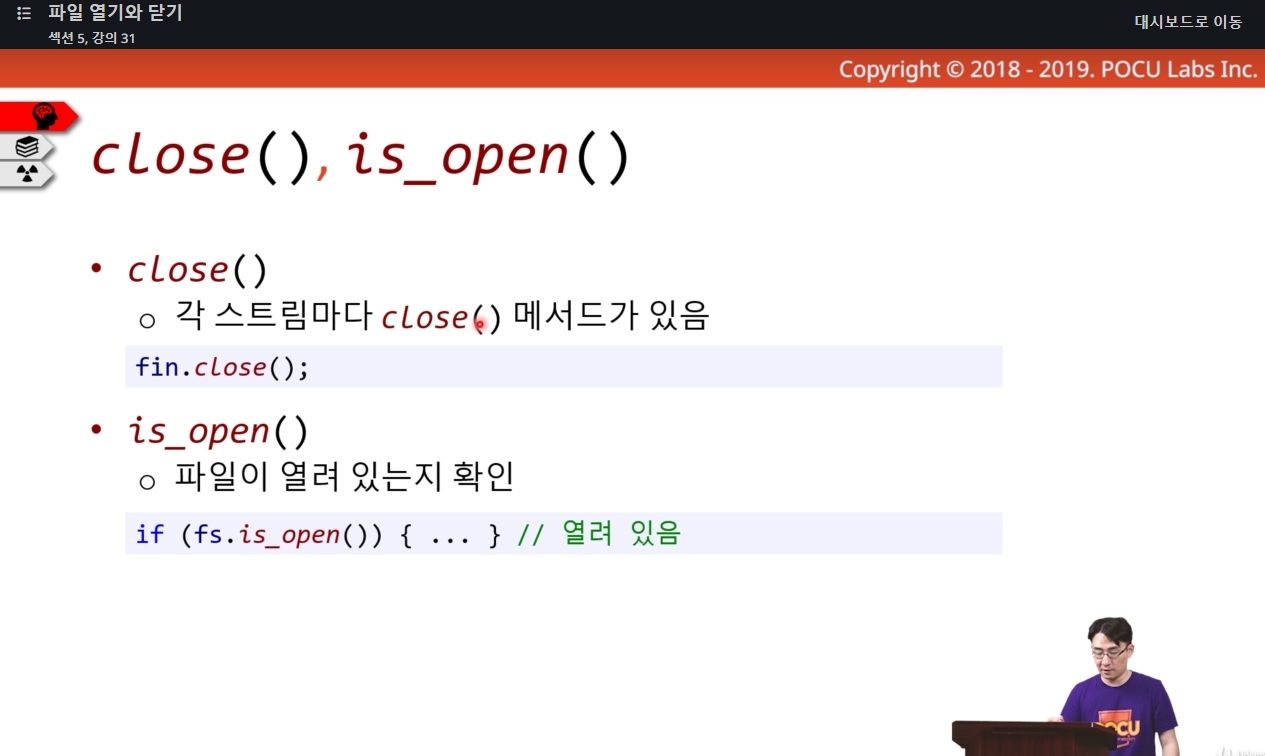 파일 열기와 닫기
섹션 5, 강의 31
대시보드로 이동
Copyright © 2018 - 2019. POCU Labs Inc.
close(), is_open()
• close()
o 각 스트림마다 close() 메서드가 있음
fin.close();
• is_open()
o 파일이 열려 있는지 확인
if (fs.is_open()) { ... } // 열려 있음
POCU